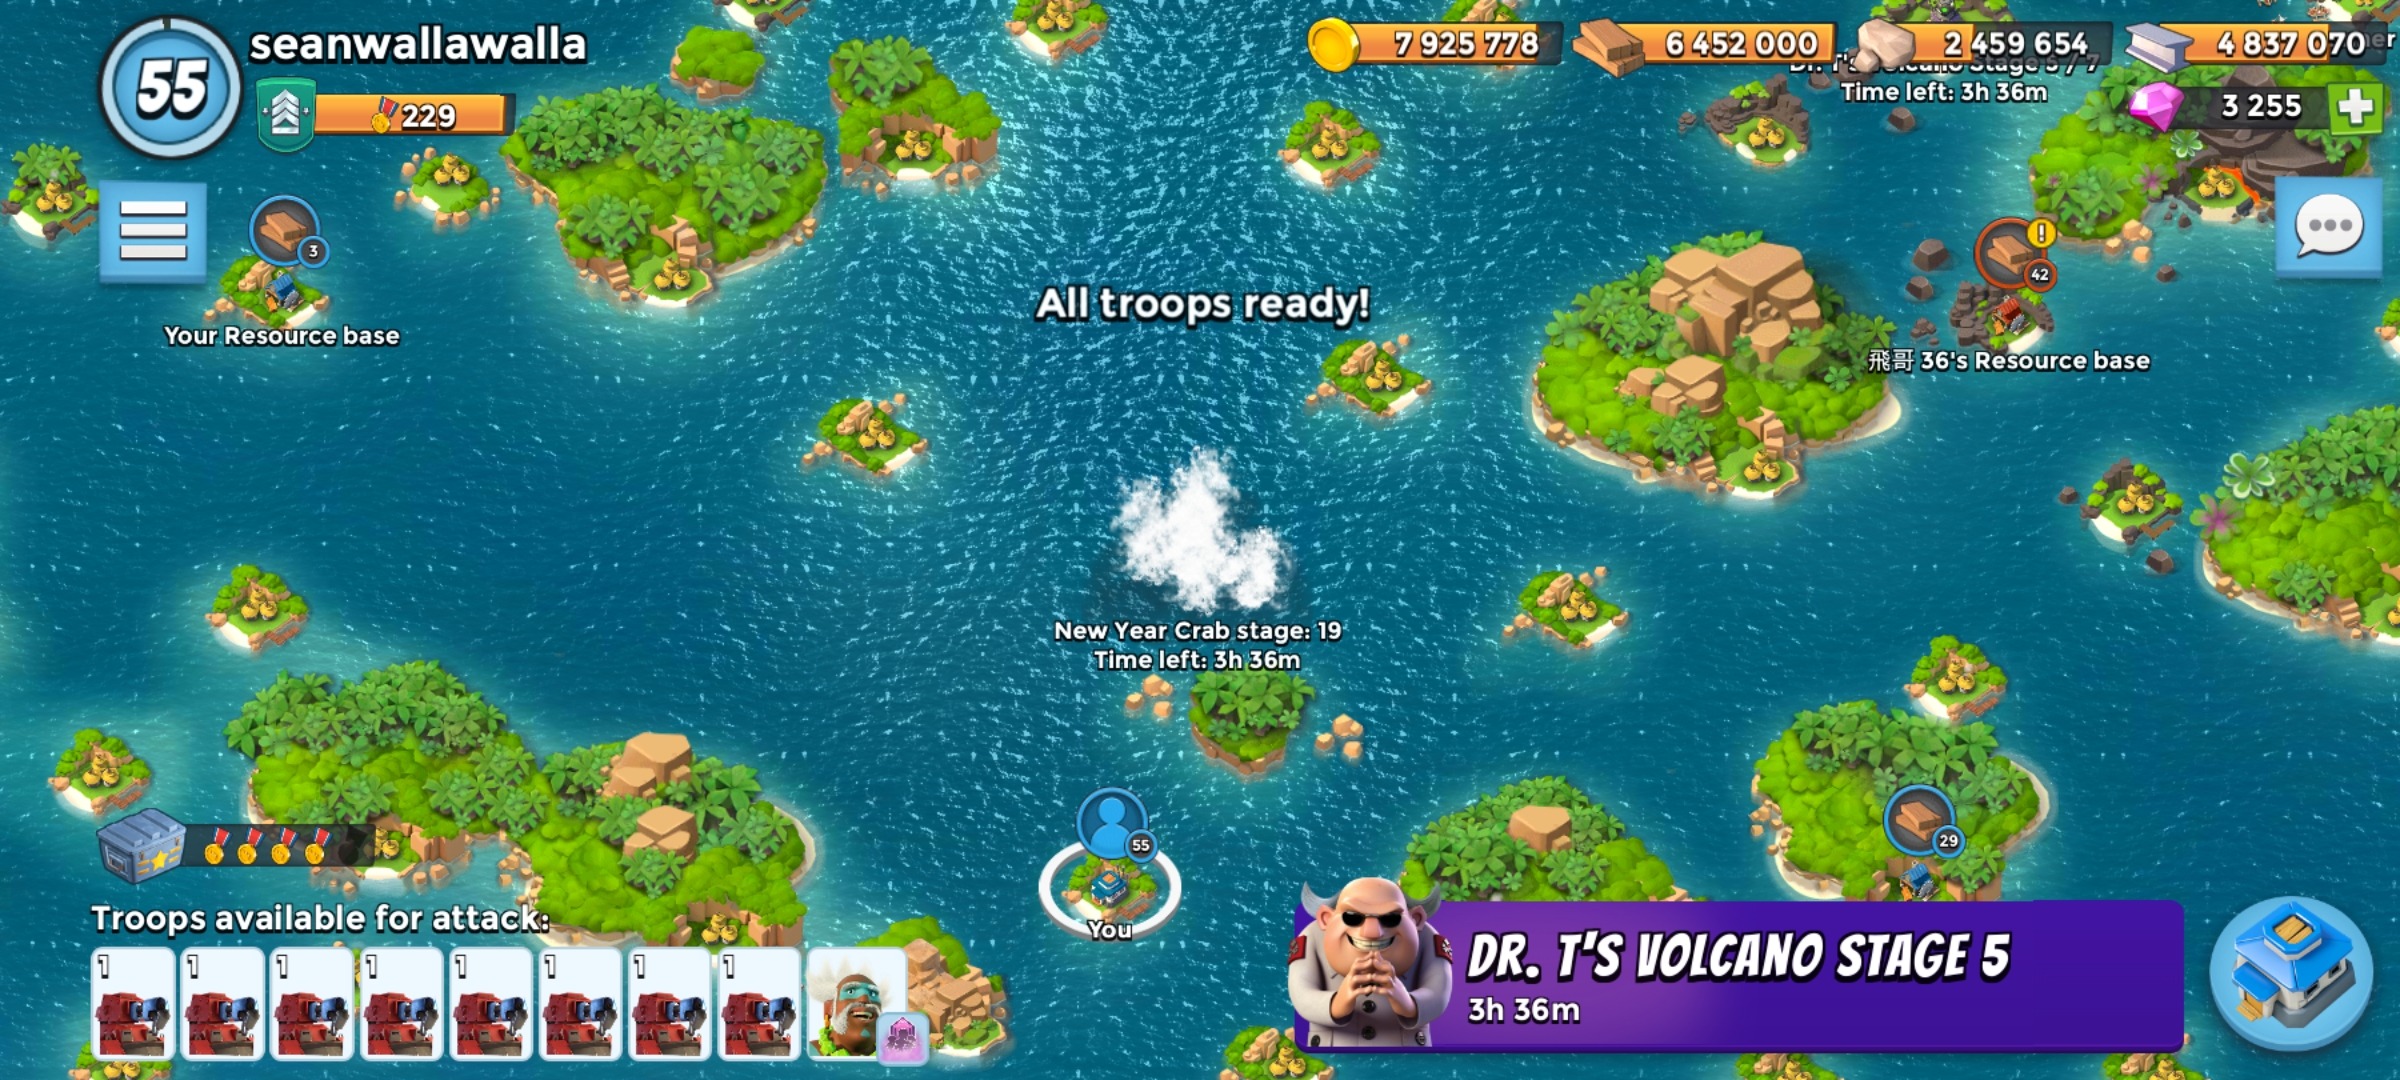 55
seanwallawalla
229
7 925 778
6 452 000
2 459 654
4 837 070
Time left: 3h 36m
3 255
3
Your Resource base
All troops ready!
42
飛哥 36's Resource base
New Year Crab stage: 19
Time left: 3h 36m
55
You
29
Troops available for attack:
1 1 1 1 1 1 1 1
DR. T'S VOLCANO STAGE 5
3h 36m